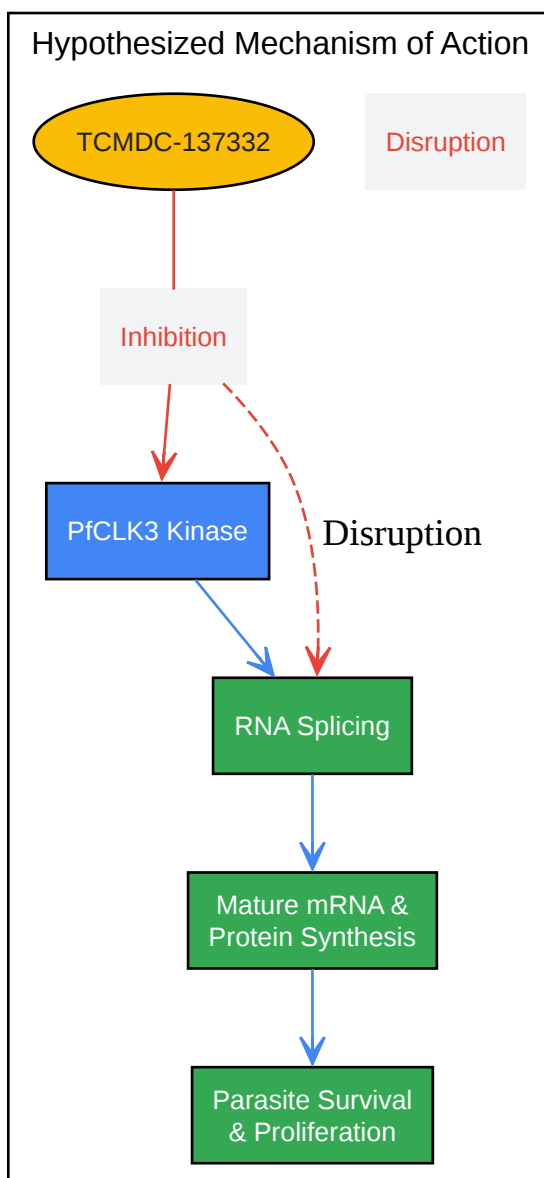 Hypothesized Mechanism of Action
TCMDC-137332
Disruption
Inhibition
PfCLK3 Kinase
Disruption
RNA Splicing
Mature mRNA &
Protein Synthesis
Parasite Survival
& Proliferation